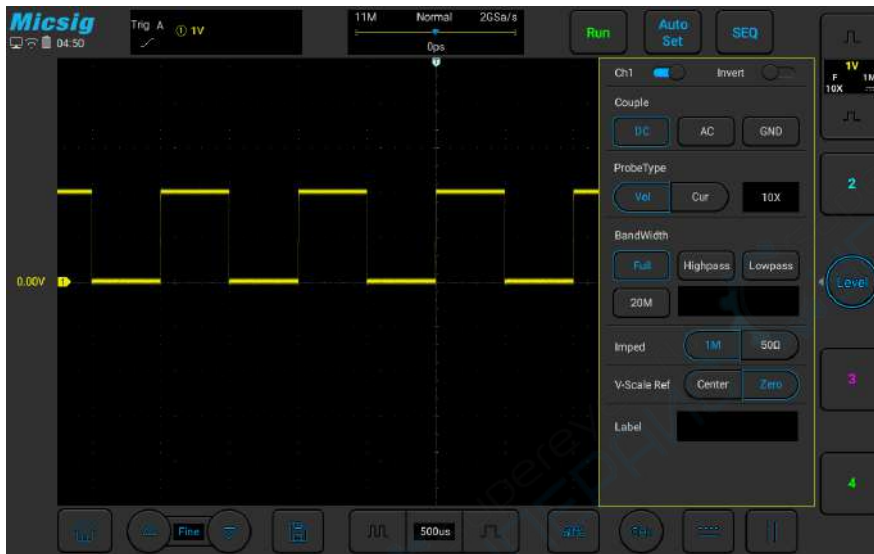 Micsig
04:50
Trig A
① 1V
11M Normal 2GSa/s
0ps
Run
Auto
Set
SEQ
T
Ch1 Invert
Couple
DC AC GND
ProbeType
Vol Cur 10X
BandWidth
Full Highpass Lowpass
20M
Imped 1M 50Ω
V-Scale Ref Center Zero
Label
1V
F 1M
10X
2
Level
3
4
0.00V
1
Fine
500us